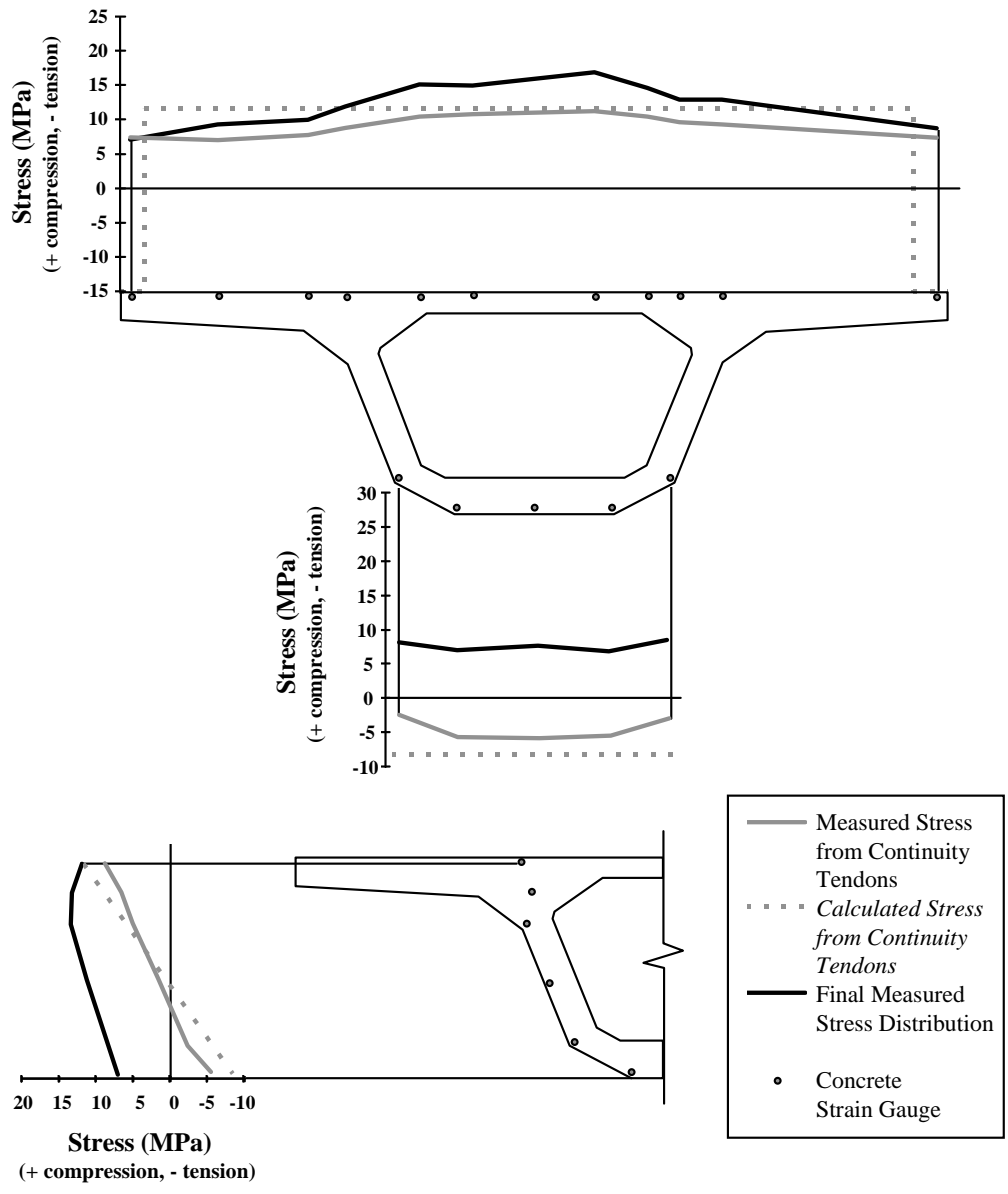 25
20
15
10
5
0
-5
-10
-15
Stress (MPa)
(+ compression, - tension)
30
25
20
15
10
5
0
-5
-10
Stress (MPa)
(+ compression, - tension)
20 15 10 5 0 -5 -10
Stress (MPa)
(+ compression, - tension)
Measured Stress
from Continuity
Tendons
Calculated Stress
from Continuity
Tendons
Final Measured
Stress Distribution
Concrete
Strain Gauge